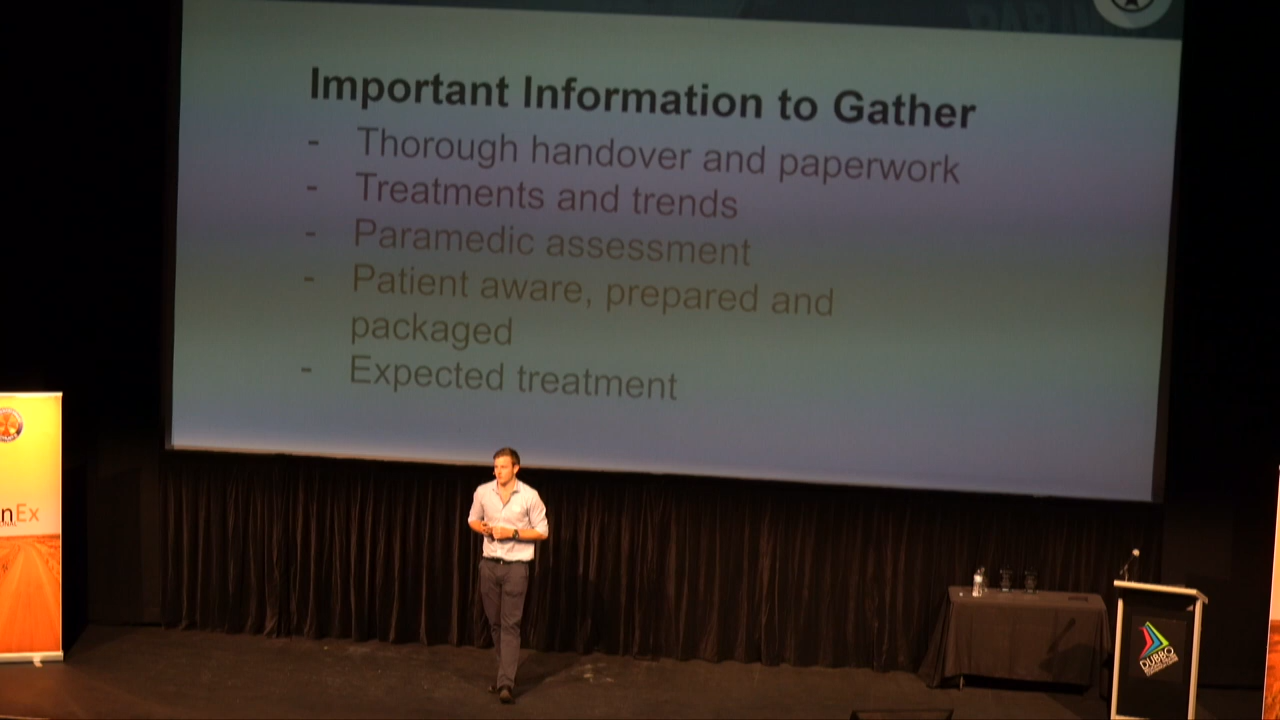 Important Information to Gather
- Thorough handover and paperwork
- Treatments and trends
- Paramedic assessment
- Patient aware, prepared and
packaged
- Expected treatment
nEx
DUBBO